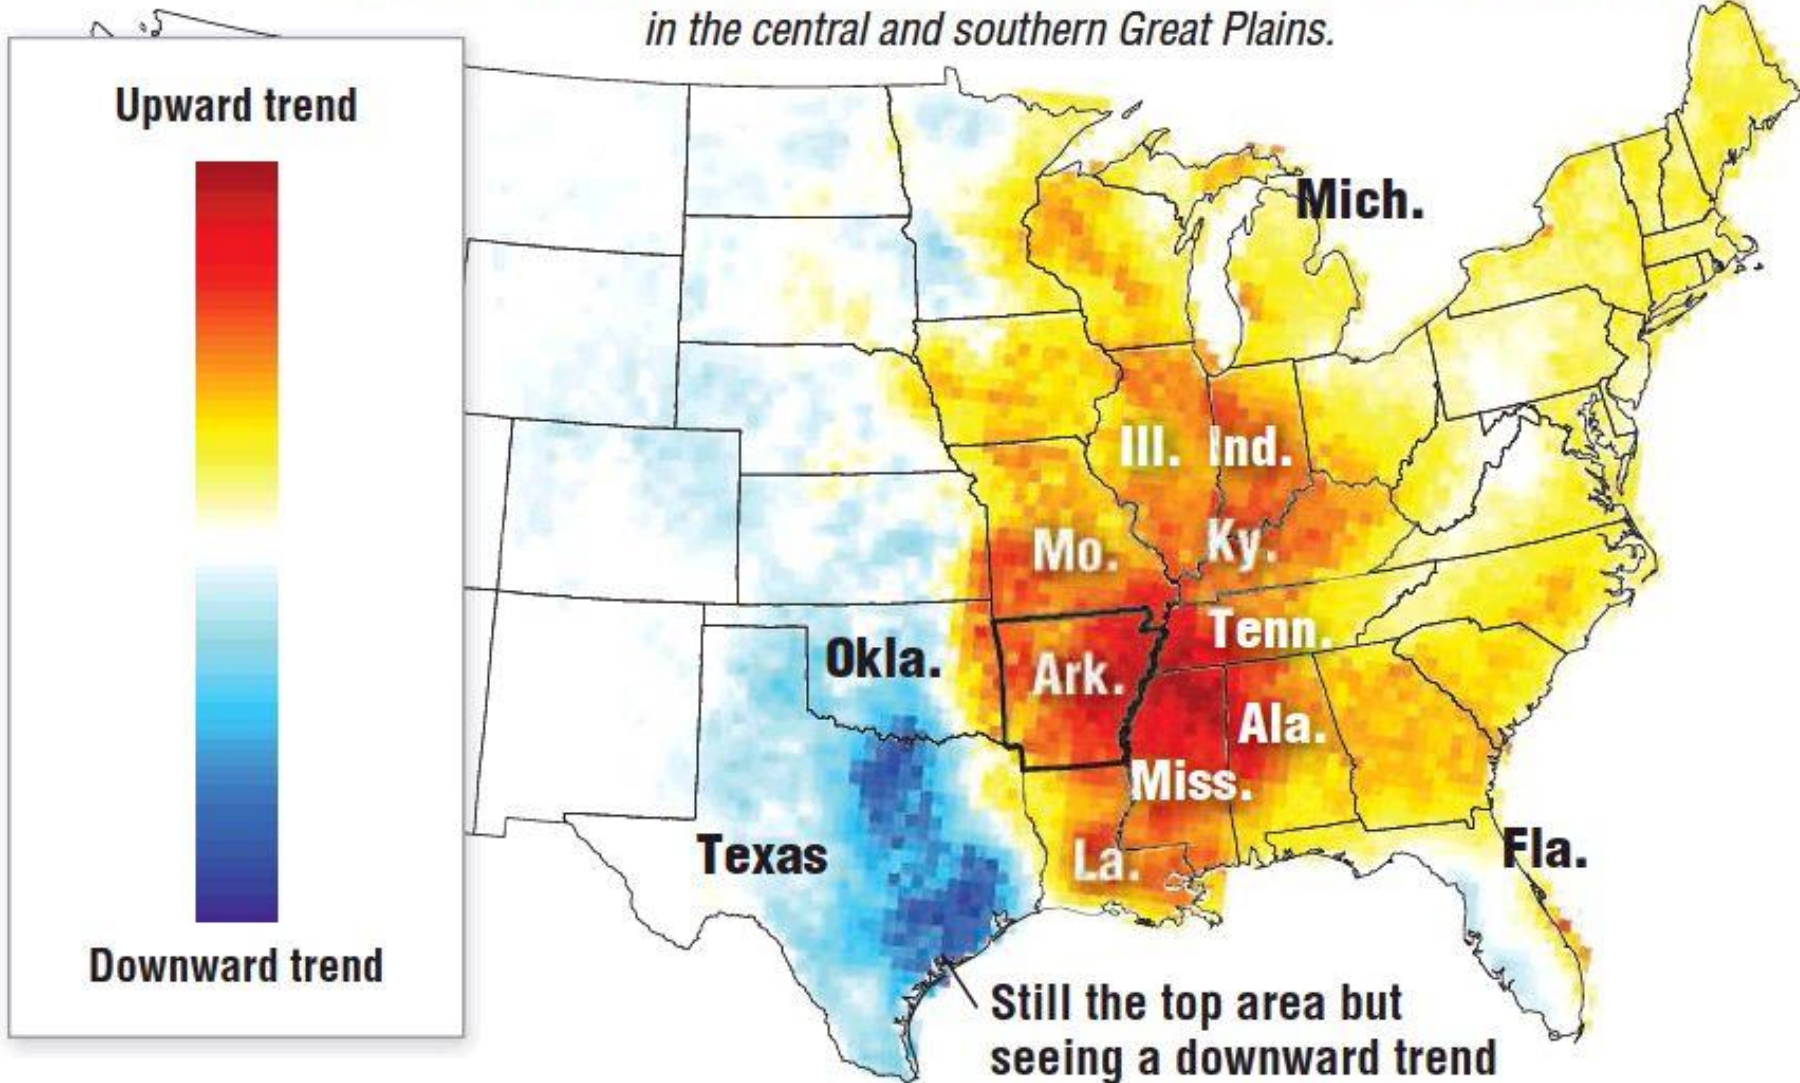 in the central and southern Great Plains.
Upward trend
Mich.
Ill.
Ind.
Mo.
Ky.
Tenn.
Okla.
Ark.
Ala.
Miss.
Texas
La.
Fla.
Downward trend
Still the top area but
seeing a downward trend